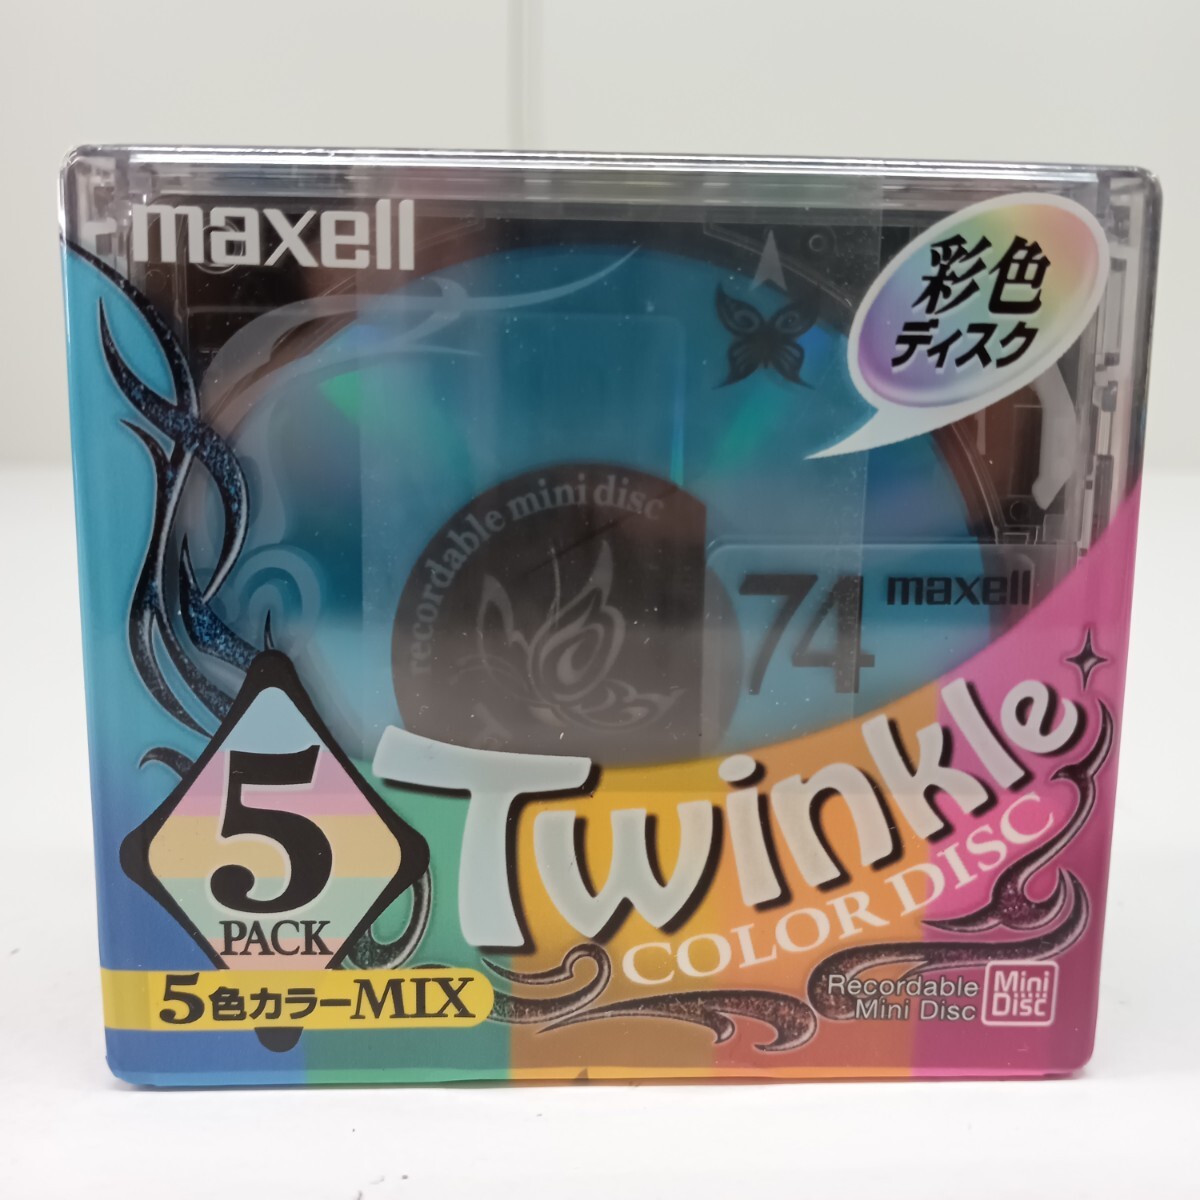 maxell
彩色
ディスク
recordable mini disc
74
maxell
Twinkle
COLOR DISC
5
PACK
5色カラーMIX
Recordable
Mini Disc
Mini
Disc